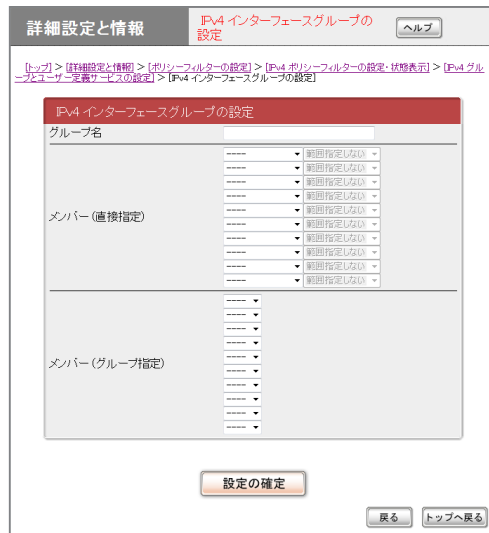 詳細設定と情報
IPv4 インターフェースグループの
設定
ヘルプ
[トップ] > [詳細設定と情報] > [ポリシーフィルターの設定] > [IPv4 ポリシーフィルターの設定・状態表示] > [IPv4 グル
ープとユーザー定義サービスの設定] > [IPv4 インターフェースグループの設定]
IPv4 インターフェースグループの設定
グループ名
メンバー(直接指定)
---- 範囲指定しない
---- 範囲指定しない
---- 範囲指定しない
---- 範囲指定しない
---- 範囲指定しない
---- 範囲指定しない
---- 範囲指定しない
---- 範囲指定しない
---- 範囲指定しない
---- 範囲指定しない
メンバー(グループ指定)
----
----
----
----
----
----
----
----
----
----
設定の確定
戻る
トップへ戻る